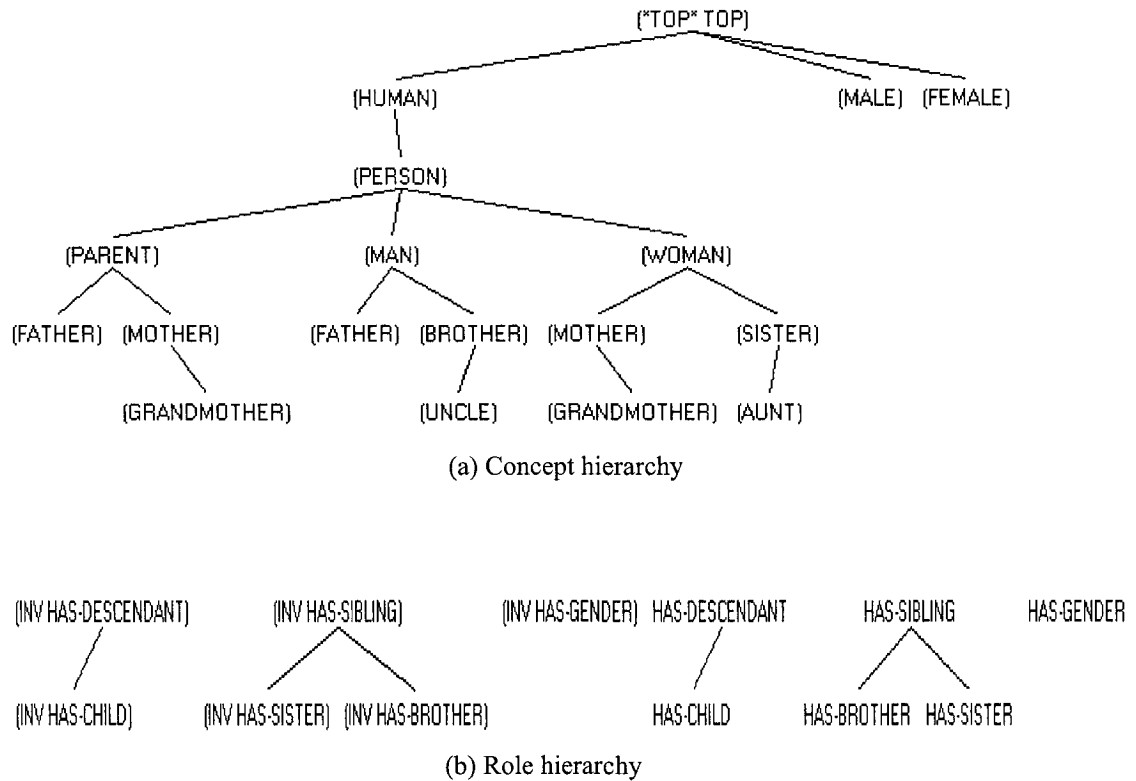 (*TOP* TOP)
(HUMAN) (MALE) (FEMALE)
(PERSON)
(PARENT) (MAN) (WOMAN)
(FATHER) (MOTHER) (FATHER) (BROTHER) (MOTHER) (SISTER)
(GRANDMOTHER) (UNCLE) (GRANDMOTHER) (AUNT)
(a) Concept hierarchy
(INV HAS-DESCENDANT) (INV HAS-SIBLING) (INV HAS-GENDER) HAS-DESCENDANT HAS-SIBLING HAS-GENDER
(INV HAS-CHILD) (INV HAS-SISTER) (INV HAS-BROTHER) HAS-CHILD HAS-BROTHER HAS-SISTER
(b) Role hierarchy